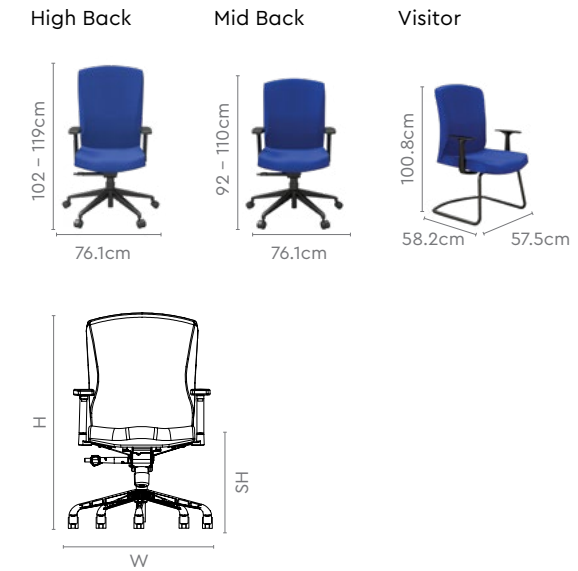 High Back
Mid Back
Visitor
102 – 119cm
92 – 110cm
100.8cm
76.1cm
76.1cm
58.2cm
57.5cm
H
SH
W